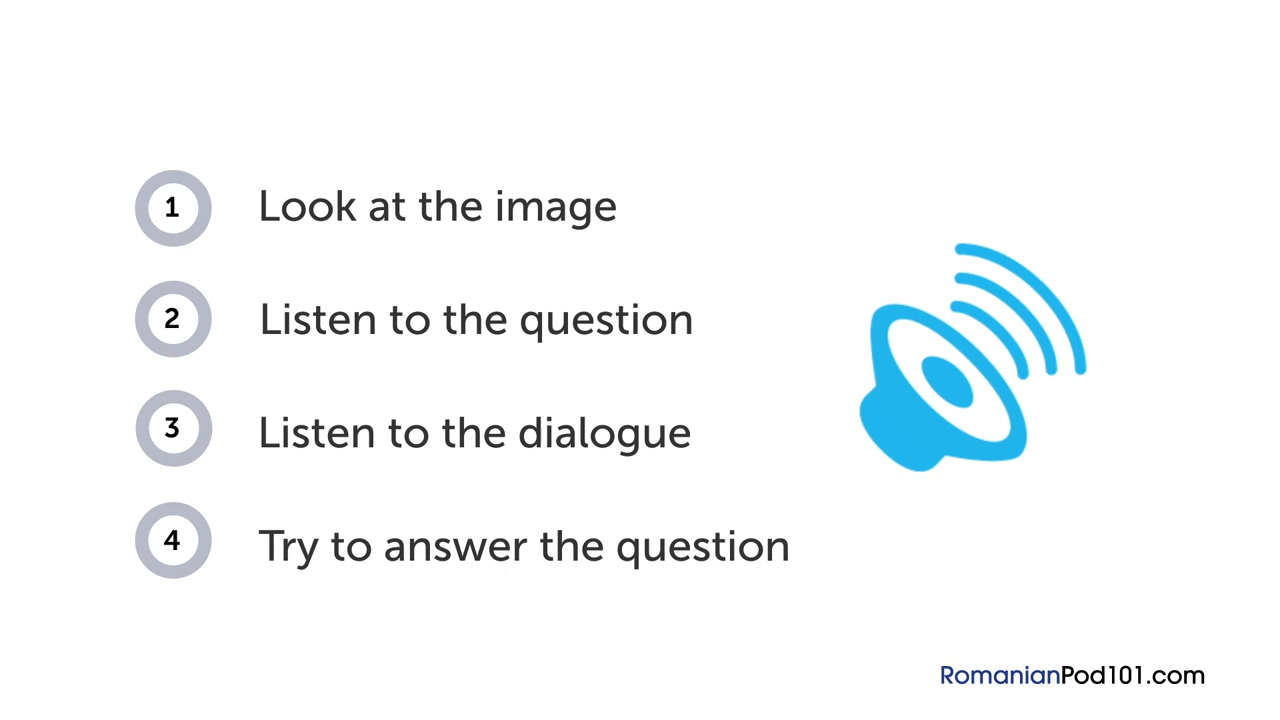 1 Look at the image
2 Listen to the question
3 Listen to the dialogue
4 Try to answer the question
RomanianPod101.com